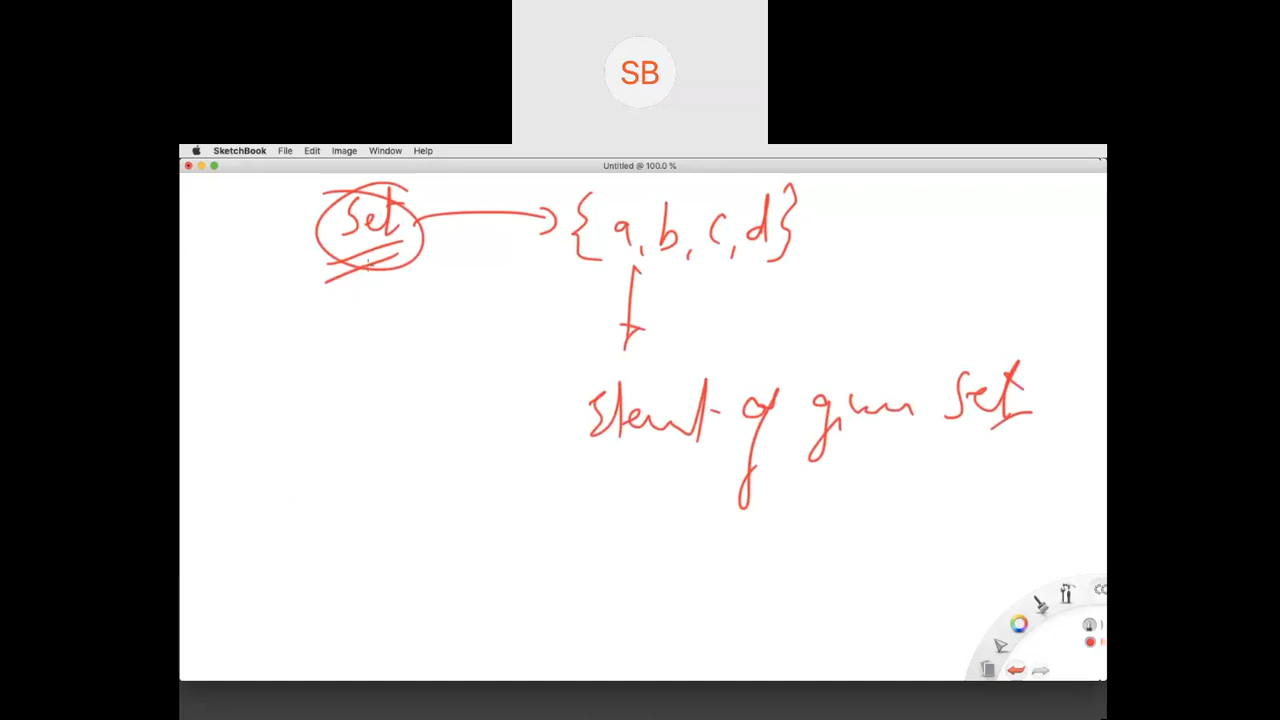 SB
SketchBook File Edit Image Window Help
Untitled @ 100.0 %
Set {a, b, c, d}
Element of given Set